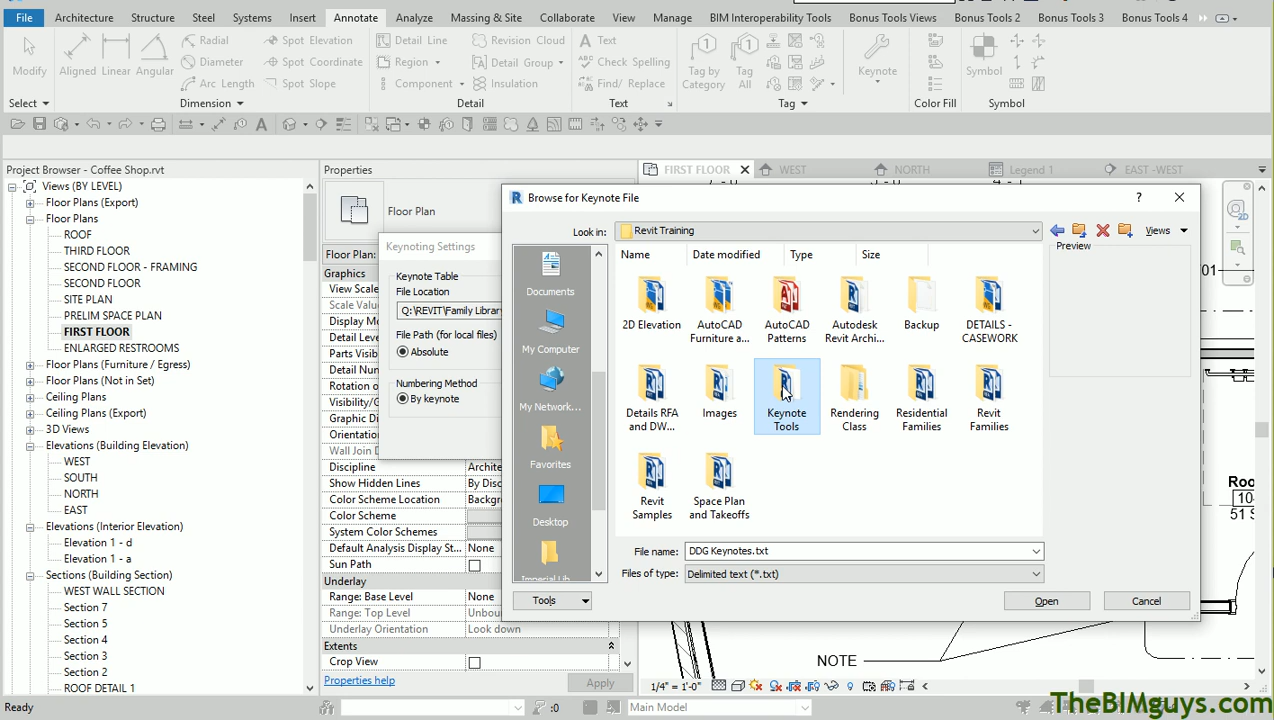 File Architecture Structure Steel Systems Insert Annotate Analyze Massing & Site Collaborate View Manage BIM Interoperability Tools Bonus Tools Views Bonus Tools 2 Bonus Tools 3 Bonus Tools 4
Modify Aligned Linear Angular Radial Diameter Arc Length Spot Elevation Spot Coordinate Spot Slope Detail Line Region Component Revision Cloud Detail Group Insulation Text Check Spelling Find/ Replace Tag by Category Tag All Keynote Symbol
Select Dimension Detail Text Tag Color Fill Symbol
Project Browser - Coffee Shop.rvt
Views (BY LEVEL)
Floor Plans (Export)
Floor Plans
ROOF
THIRD FLOOR
SECOND FLOOR - FRAMING
SECOND FLOOR
SITE PLAN
PRELIM SPACE PLAN
FIRST FLOOR
ENLARGED RESTROOMS
Floor Plans (Furniture / Egress)
Floor Plans (Not in Set)
Ceiling Plans
Ceiling Plans (Export)
3D Views
Elevations (Building Elevation)
WEST
SOUTH
NORTH
EAST
Elevations (Interior Elevation)
Elevation 1 - d
Elevation 1 - a
Sections (Building Section)
WEST WALL SECTION
Section 7
Section 5
Section 4
Section 3
Section 2
ROOF DETAIL 1
Properties
Floor Plan
Floor Plan:
Graphics
View Scale
Scale Value
Display Mo
Detail Leve
Parts Visib
Detail Num
Rotation o
Visibility/G
Graphic Di
Orientatio
Wall Join D
Discipline Archite
Show Hidden Lines By Disc
Color Scheme Location Backgr
Color Scheme
System Color Schemes
Default Analysis Display St... None
Sun Path
Underlay
Range: Base Level None
Range: Top Level Unbou
Underlay Orientation Look down
Extents
Crop View
Properties help Apply
Keynoting Settings
Keynote Table
File Location
Q:\REVIT\Family Library
File Path (for local files)
Absolute
Numbering Method
By keynote
FIRST FLOOR WEST NORTH Legend 1 EAST -WEST
Browse for Keynote File
Look in: Revit Training Views
Name Date modified Type Size
Preview
Documents
My Computer
My Network...
Favorites
Desktop
Imperial Lib...
2D Elevation
AutoCAD Furniture a...
AutoCAD Patterns
Autodesk Revit Archi...
Backup
DETAILS - CASEWORK
Details RFA and DW...
Images
Keynote Tools
Rendering Class
Residential Families
Revit Families
Revit Samples
Space Plan and Takeoffs
File name: DDG Keynotes.txt
Files of type: Delimited text (*.txt)
Tools Open Cancel
01
Roo
10-
51 S
NOTE
1/4" = 1'-0"
Ready :0 Main Model
TheBIMguys.com